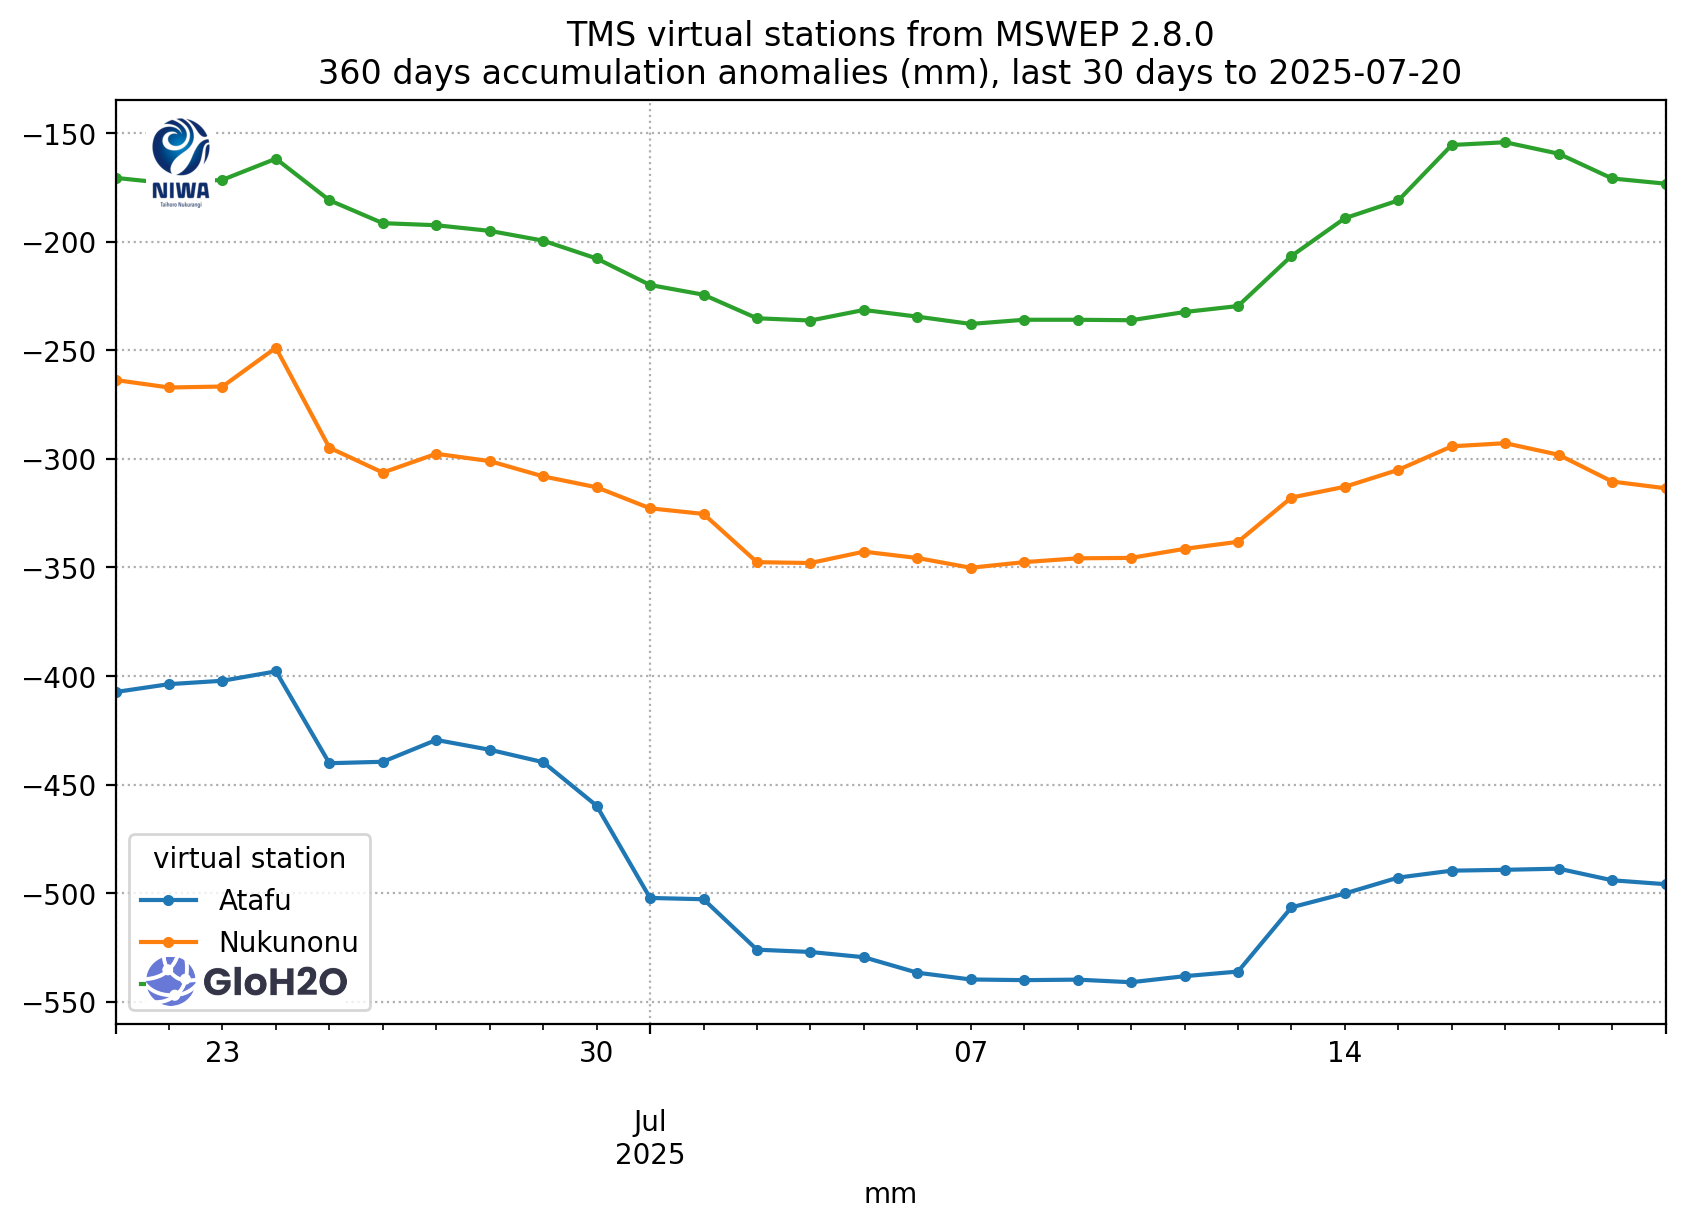 TMS virtual stations from MSWEP 2.8.0
360 days accumulation anomalies (mm), last 30 days to 2025-07-20
−150
−200
−250
−300
−350
−400
−450
−500
−550
NIWA
Taihoro Nukurangi
virtual station
Atafu
Nukunonu
GloH2O
23
30
07
14
Jul
2025
mm